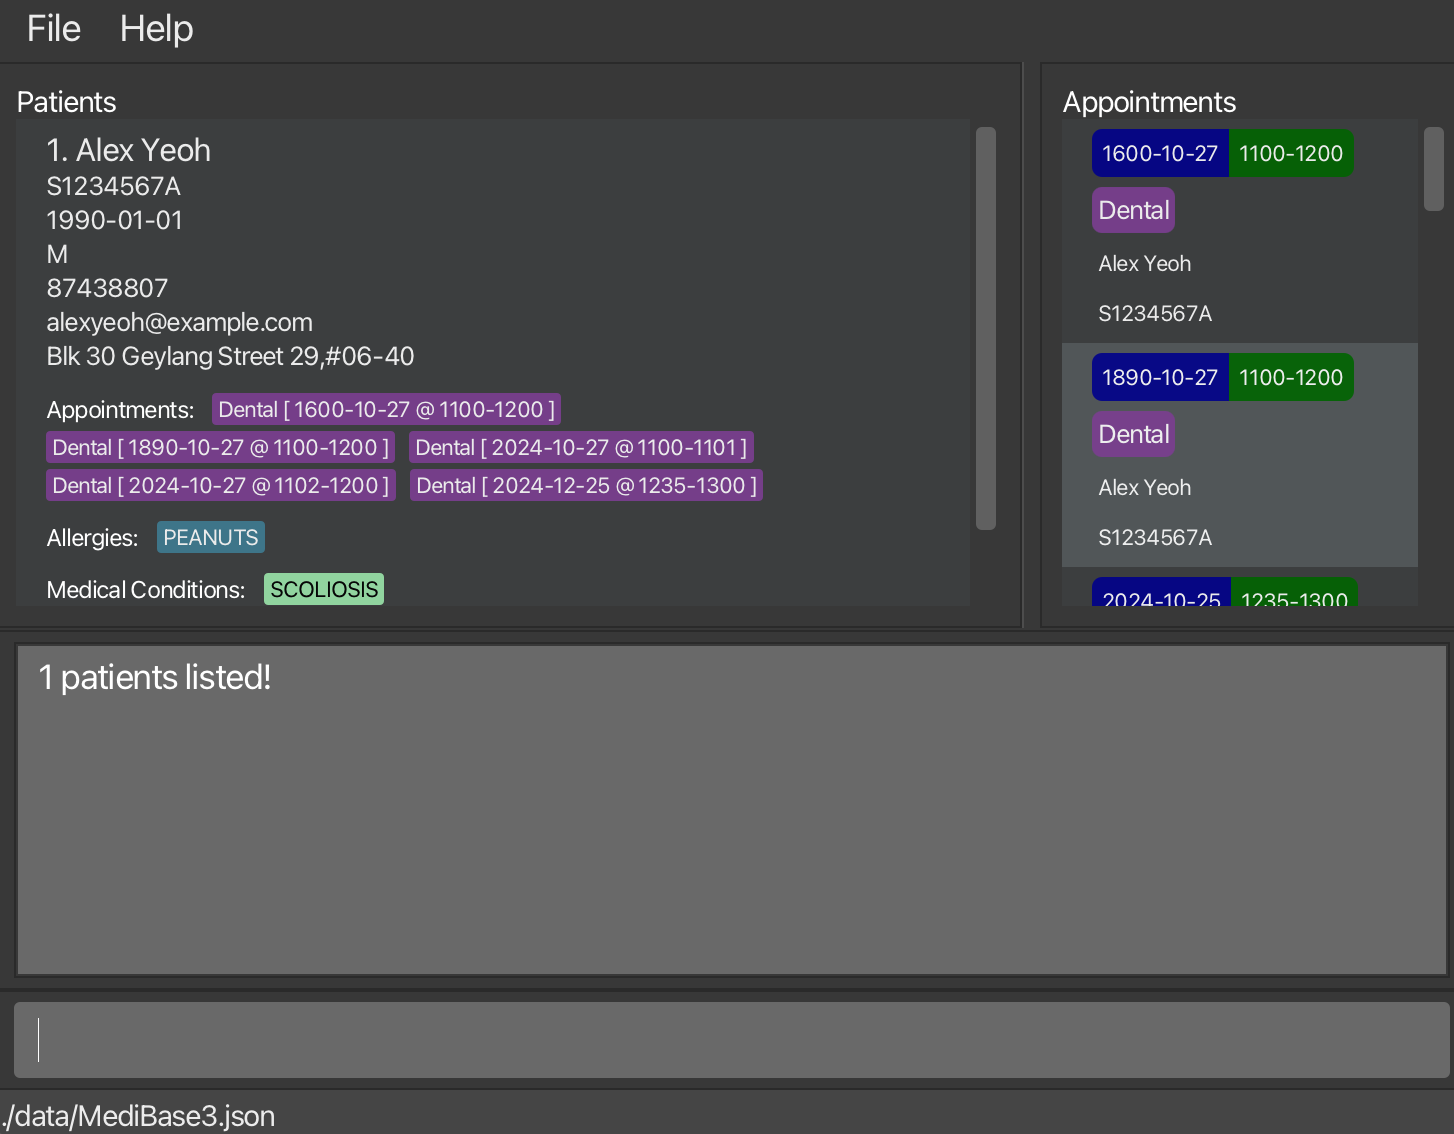 File Help
Patients
1. Alex Yeoh
S1234567A
1990-01-01
M
87438807
alexyeoh@example.com
Blk 30 Geylang Street 29,#06-40
Appointments: Dental [ 1600-10-27 @ 1100-1200 ]
Dental [ 1890-10-27 @ 1100-1200 ] Dental [ 2024-10-27 @ 1100-1101 ]
Dental [ 2024-10-27 @ 1102-1200 ] Dental [ 2024-12-25 @ 1235-1300 ]
Allergies: PEANUTS
Medical Conditions: SCOLIOSIS
Appointments
1600-10-27 1100-1200
Dental
Alex Yeoh
S1234567A
1890-10-27 1100-1200
Dental
Alex Yeoh
S1234567A
2024-10-25 1235-1300
1 patients listed!
./data/MediBase3.json